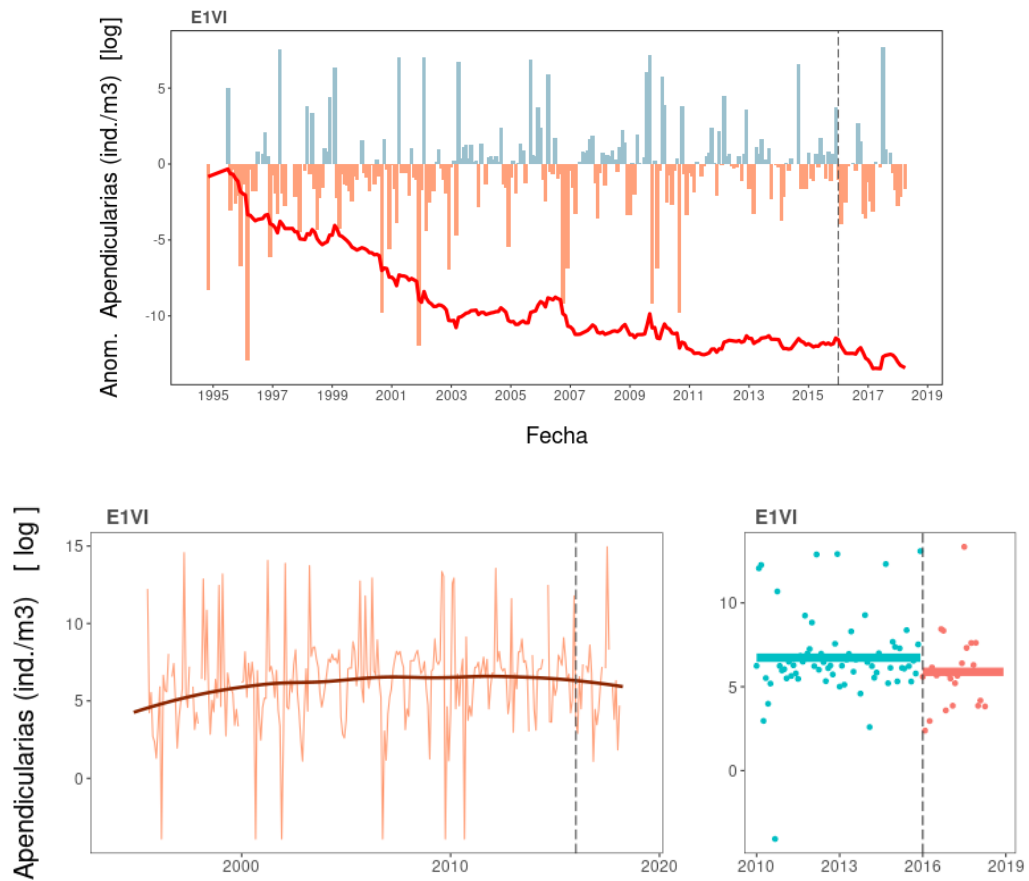 E1VI
Anom.  Apendicularias (ind./m3)  [log]
5
0
-5
-10
1995 1997 1999 2001 2003 2005 2007 2009 2011 2013 2015 2017 2019
Fecha
E1VI
Apendicularias (ind./m3)  [ log ]
15
10
5
0
2000 2010 2020
E1VI
10
5
0
2010 2013 2016 2019